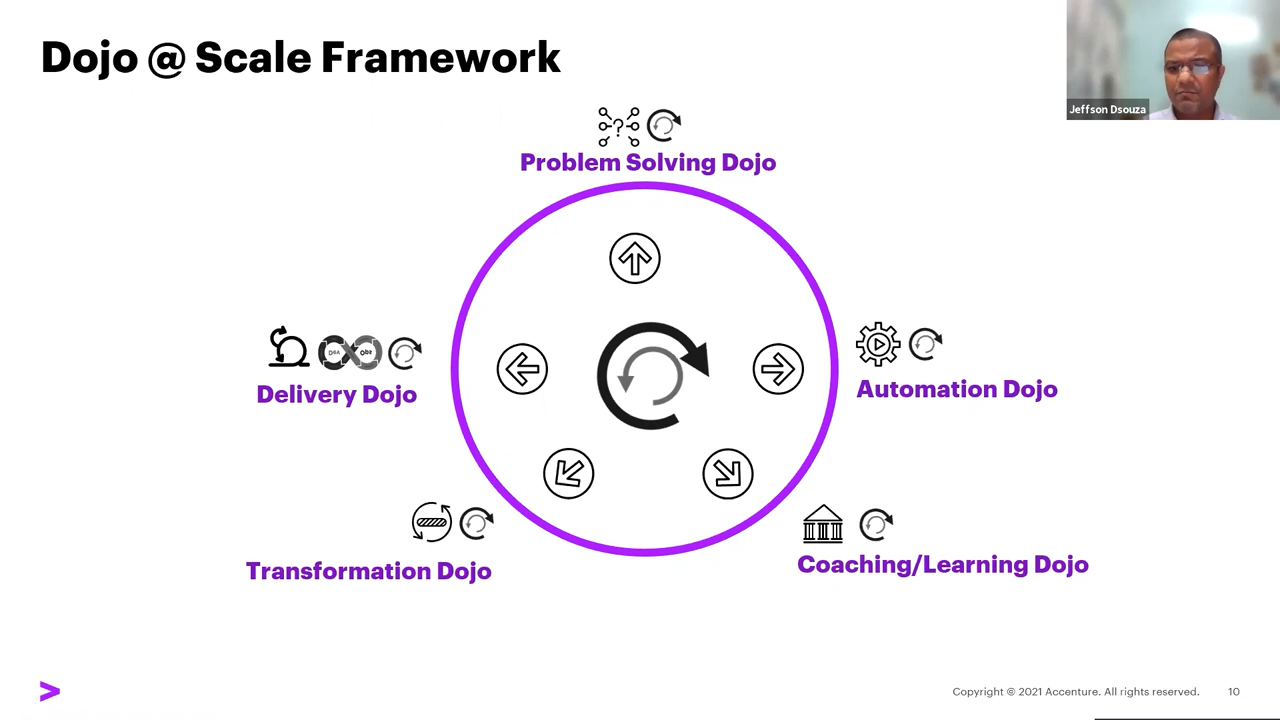 Dojo @ Scale Framework
Jeffson Dsouza
?
Problem Solving Dojo
Delivery Dojo
Automation Dojo
Transformation Dojo
Coaching/Learning Dojo
Copyright © 2021 Accenture. All rights reserved. 10